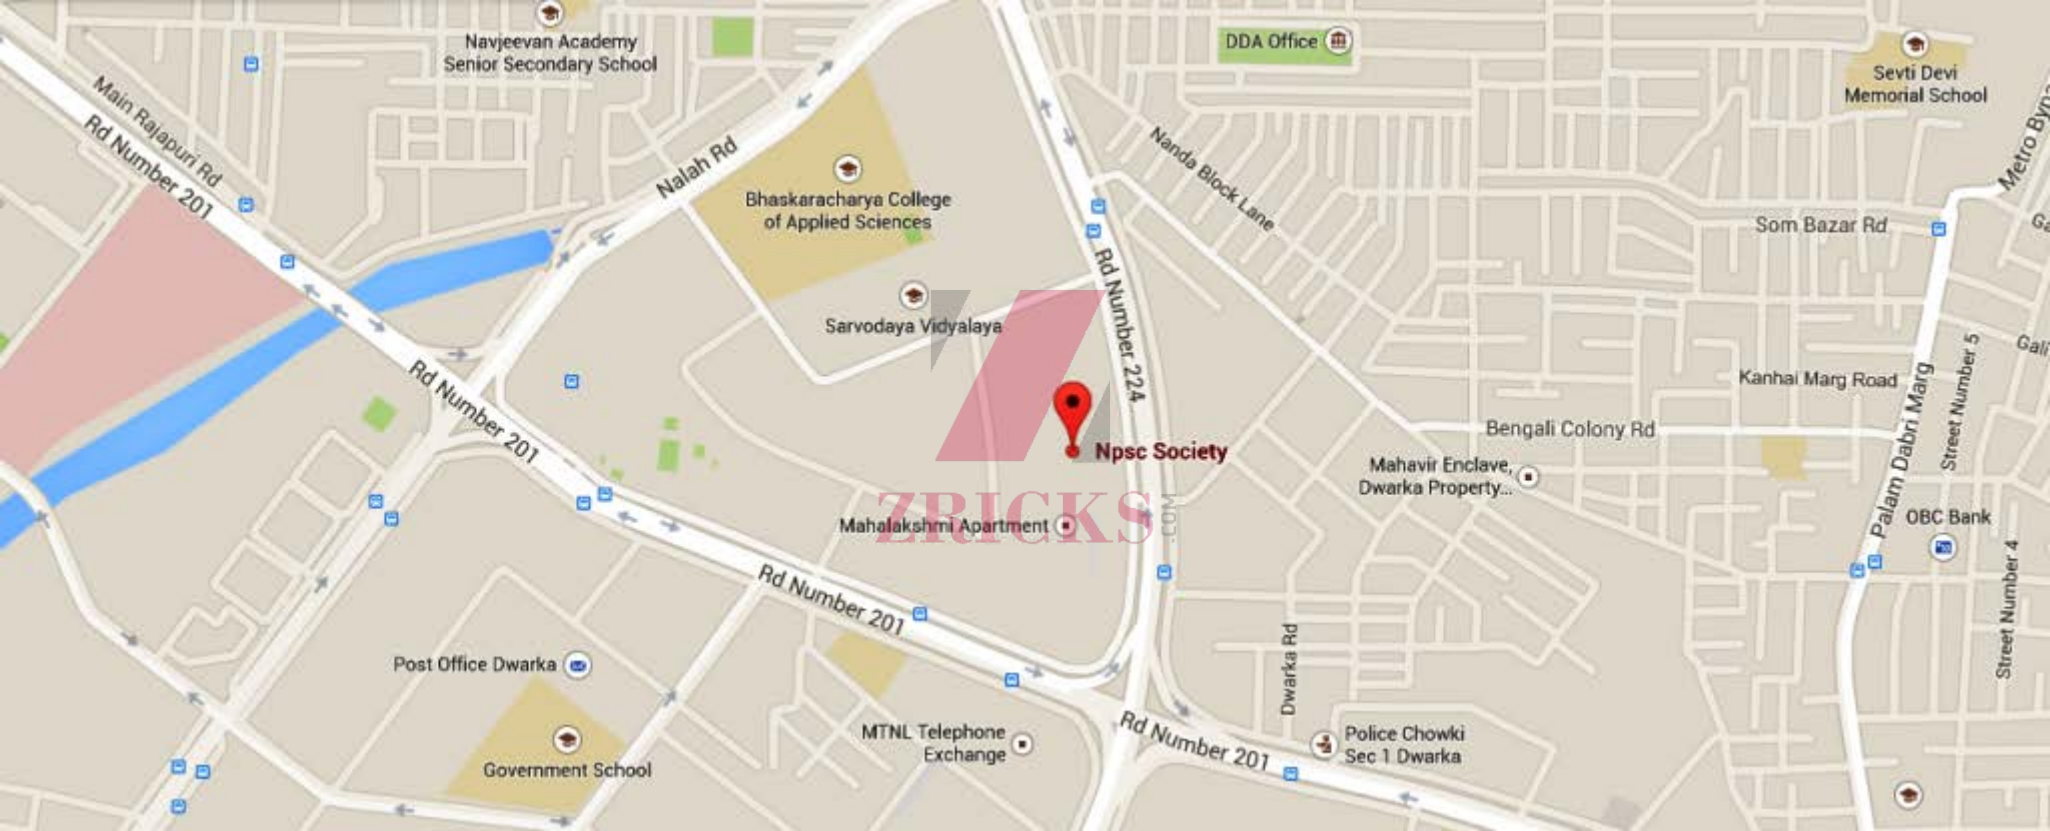 Navjeevan Academy
Senior Secondary School
DDA Office
Sevti Devi
Memorial School
Main Rajapuri Rd
Rd Number 201
Nalah Rd
Nanda Block Lane
Metro Bypa
Bhaskaracharya College
of Applied Sciences
Som Bazar Rd
Ga
Rd Number 224
Sarvodaya Vidyalaya
Gali
Street Number 5
Kanhai Marg Road
Palam Dabri Marg
Rd Number 201
Bengali Colony Rd
Npsc Society
Mahavir Enclave,
Dwarka Property...
OBC Bank
Mahalakshmi Apartment
ZRICKS
.COM
Rd Number 201
Street Number 4
Dwarka Rd
Post Office Dwarka
MTNL Telephone
Exchange
Rd Number 201
Police Chowki
Sec 1 Dwarka
Government School